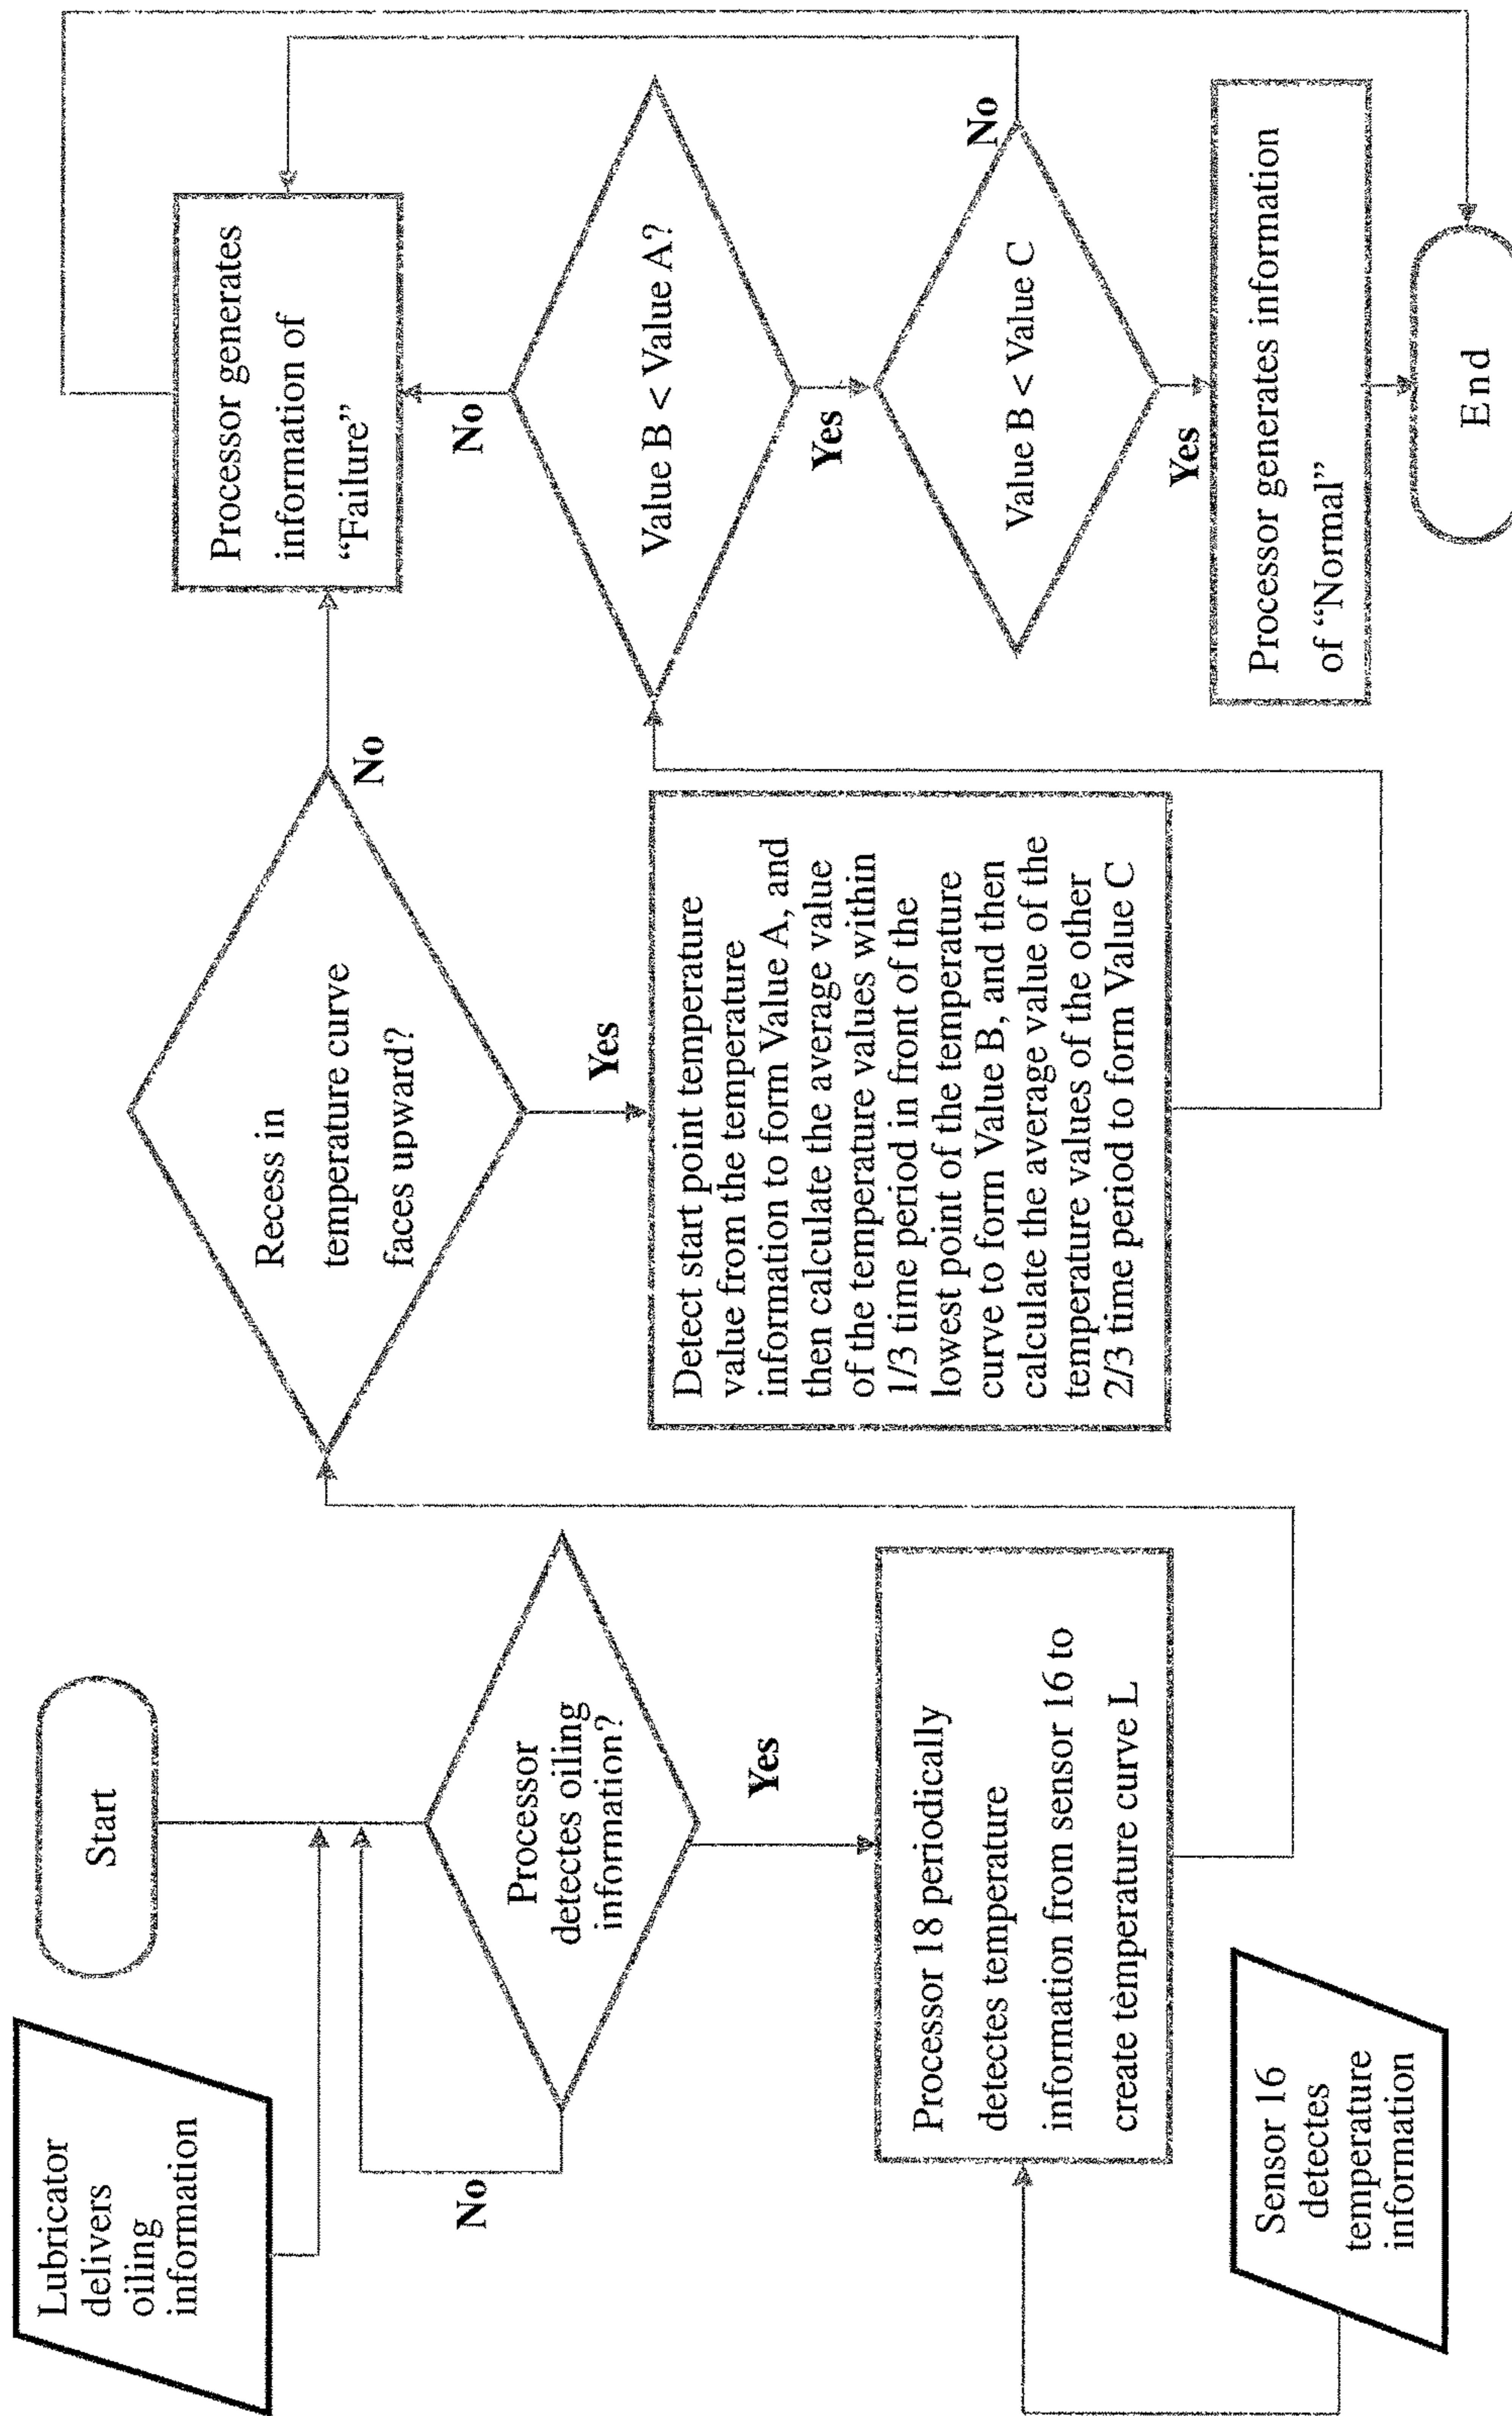 Lubricator
delivers
oiling
information
Start
Processor
detectes oiling
information?
No
Yes
Processor 18 periodically
detectes temperature
information from sensor 16 to
create temperature curve L
Sensor 16
detectes
temperature
information
Recess in
temperature curve
faces upward?
No
Yes
Detect start point temperature
value from the temperature
information to form Value A, and
then calculate the average value
of the temperature values within
1/3 time period in front of the
lowest point of the temperature
curve to form Value B, and then
calculate the average value of the
temperature values of the other
2/3 time period to form Value C
Processor generates
information of
“Failure”
No
Value B < Value A?
Yes
Value B < Value C
No
Yes
Processor generates information
of “Normal”
End